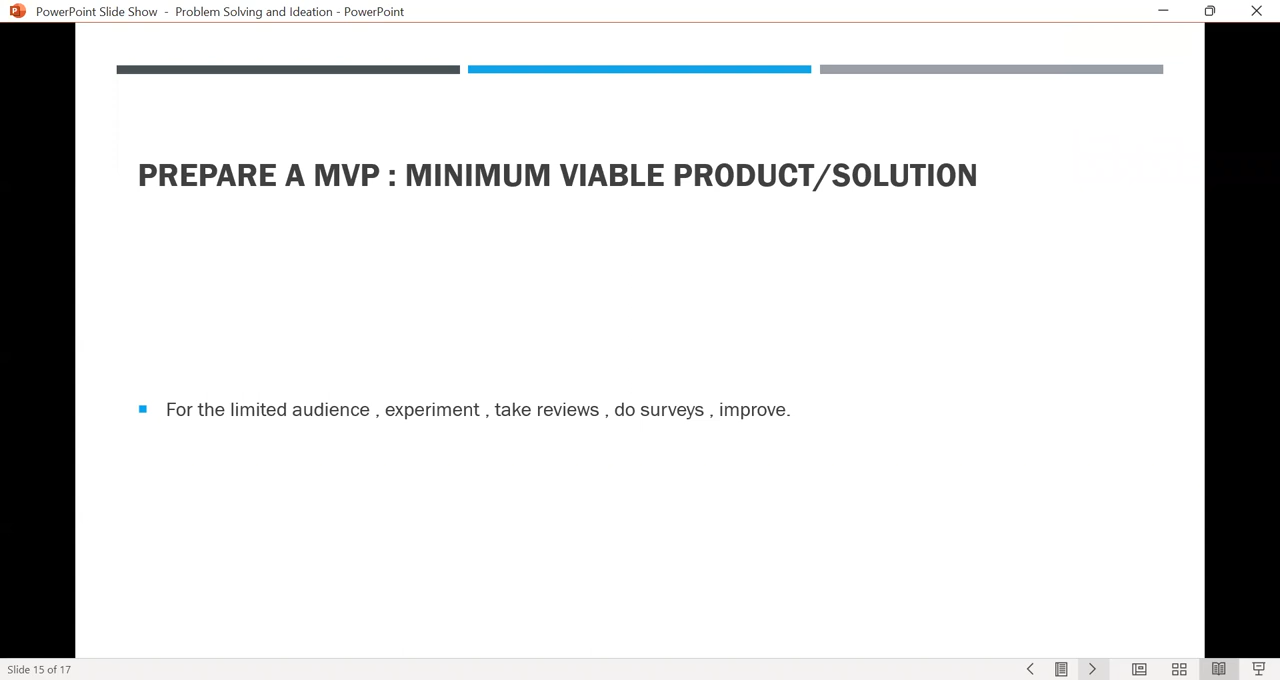 PowerPoint Slide Show - Problem Solving and Ideation - PowerPoint
PREPARE A MVP : MINIMUM VIABLE PRODUCT/SOLUTION
For the limited audience , experiment , take reviews , do surveys , improve.
Slide 15 of 17